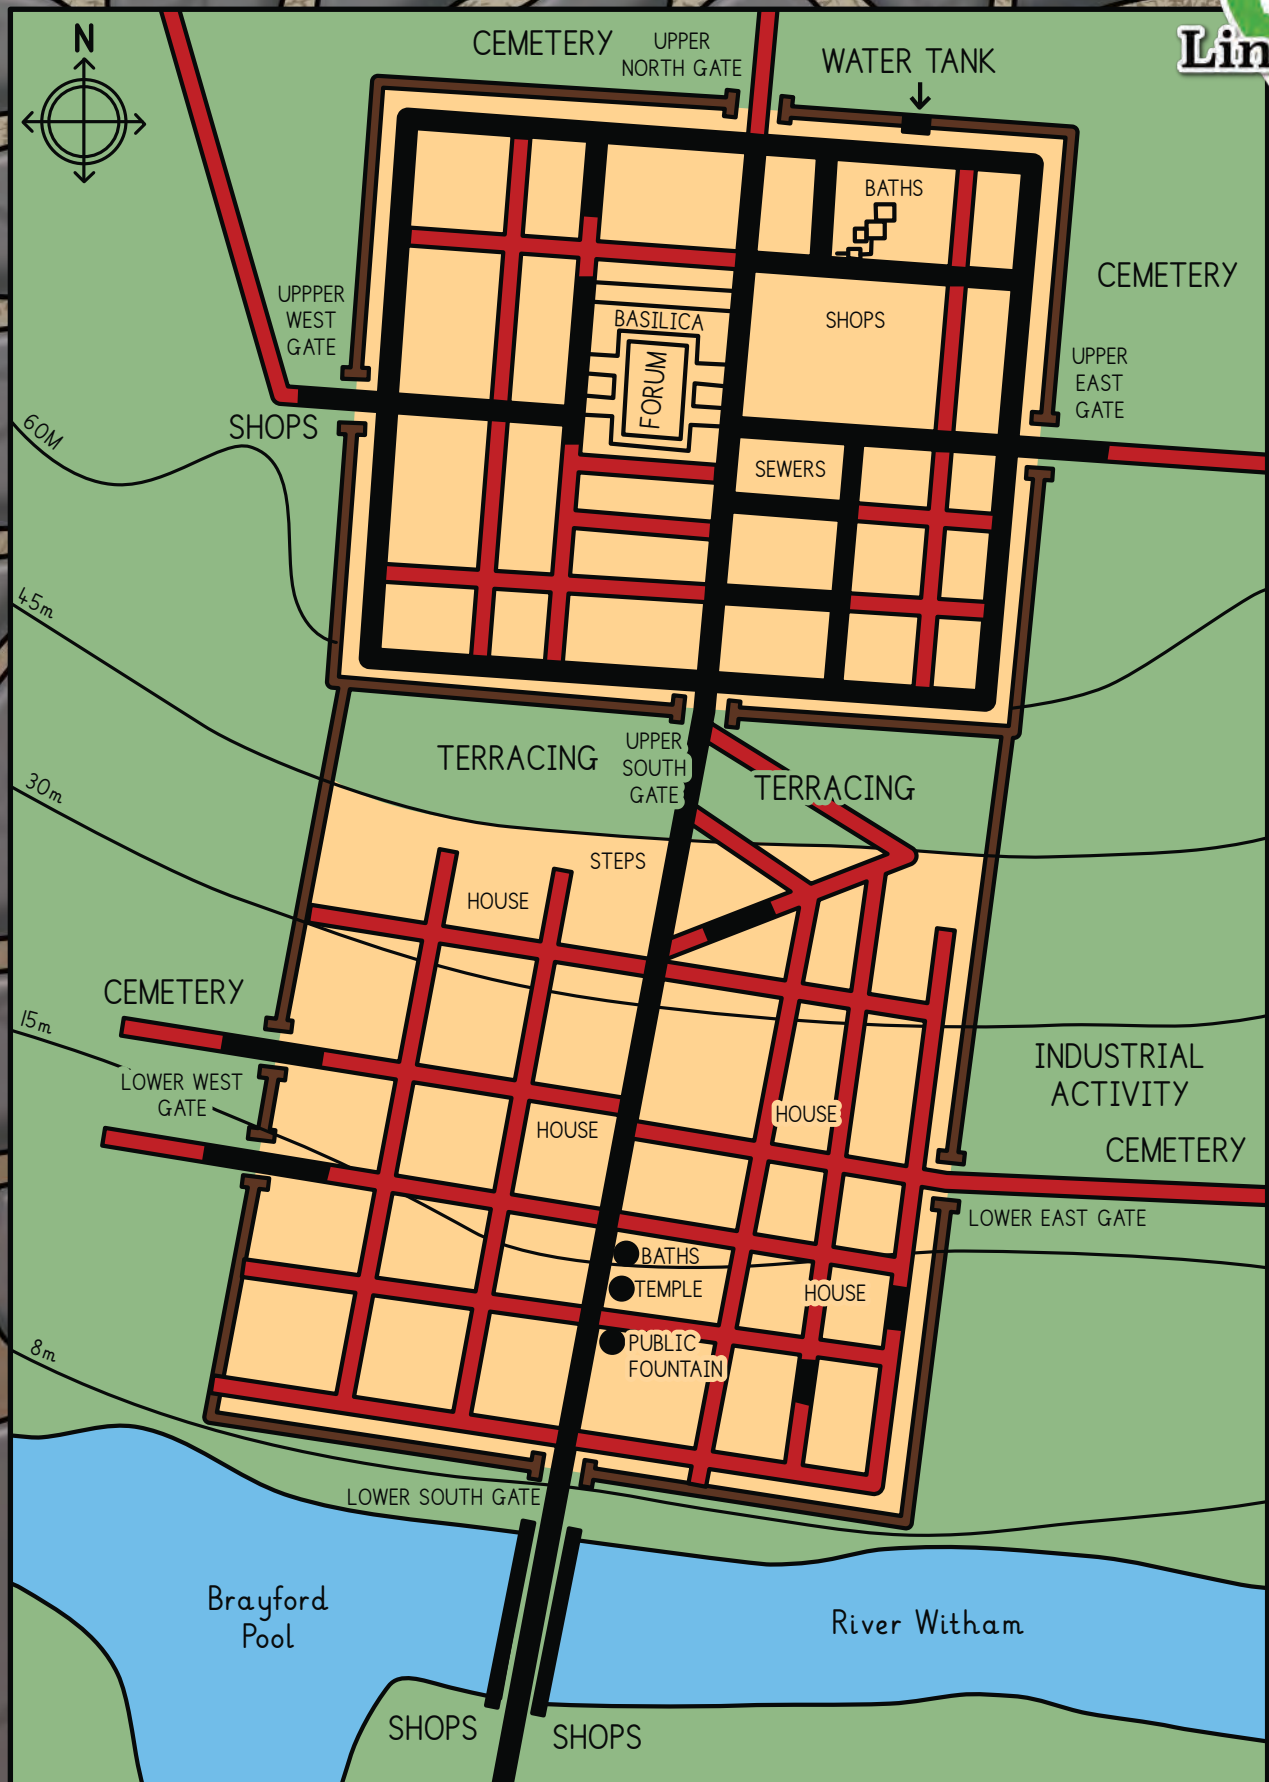 N
CEMETERY
UPPER
NORTH GATE
WATER TANK
Lin
BATHS
CEMETERY
UPPPER
WEST
GATE
BASILICA
SHOPS
FORUM
UPPER
EAST
GATE
SHOPS
60M
SEWERS
45m
TERRACING
UPPER
SOUTH
GATE
TERRACING
30m
STEPS
HOUSE
CEMETERY
15m
INDUSTRIAL
ACTIVITY
LOWER WEST
GATE
HOUSE
HOUSE
CEMETERY
LOWER EAST GATE
BATHS
TEMPLE
HOUSE
PUBLIC
FOUNTAIN
8m
LOWER SOUTH GATE
Brayford
Pool
River Witham
SHOPS
SHOPS